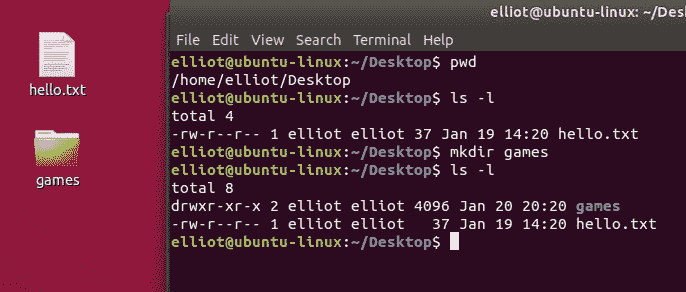 hello.txt
games
elliot@ubuntu-linux: ~/Des
File Edit View Search Terminal Help
elliot@ubuntu-linux:~/Desktop$ pwd
/home/elliot/Desktop
elliot@ubuntu-linux:~/Desktop$ ls -l
total 4
-rw-r--r-- 1 elliot elliot 37 Jan 19 14:20 hello.txt
elliot@ubuntu-linux:~/Desktop$ mkdir games
elliot@ubuntu-linux:~/Desktop$ ls -l
total 8
drwxr-xr-x 2 elliot elliot 4096 Jan 20 20:20 games
-rw-r--r-- 1 elliot elliot   37 Jan 19 14:20 hello.txt
elliot@ubuntu-linux:~/Desktop$